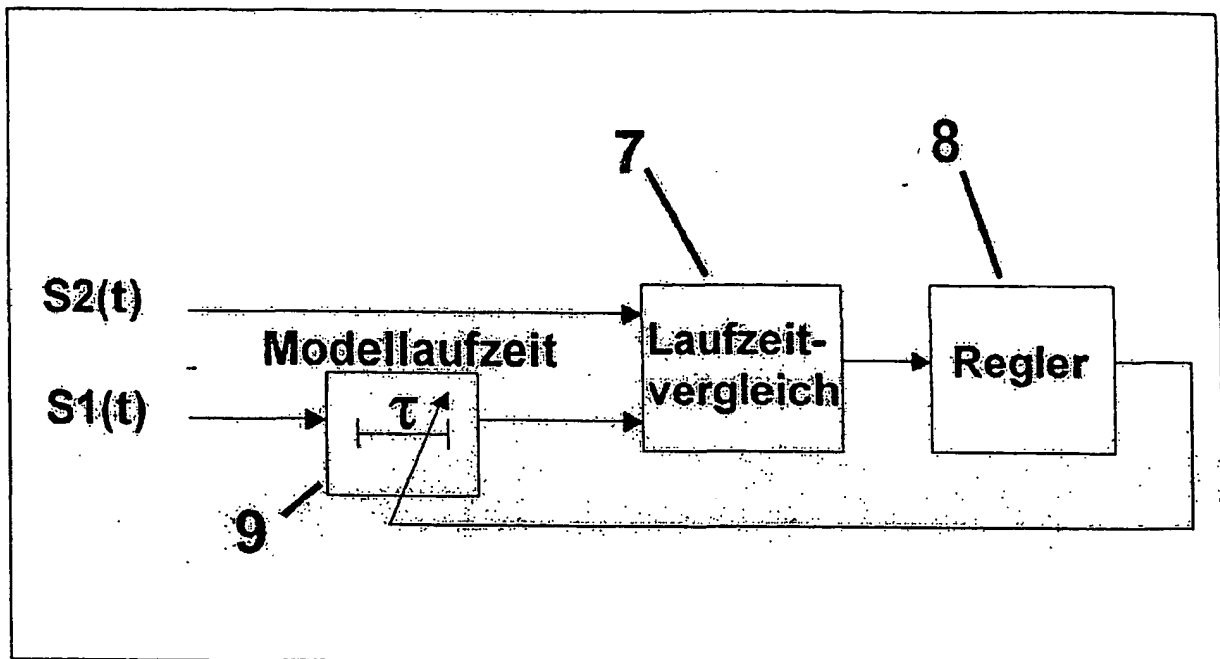 7
8
S2(t)
Modellaufzeit
Laufzeit-
vergleich
Regler
S1(t)
τ
9